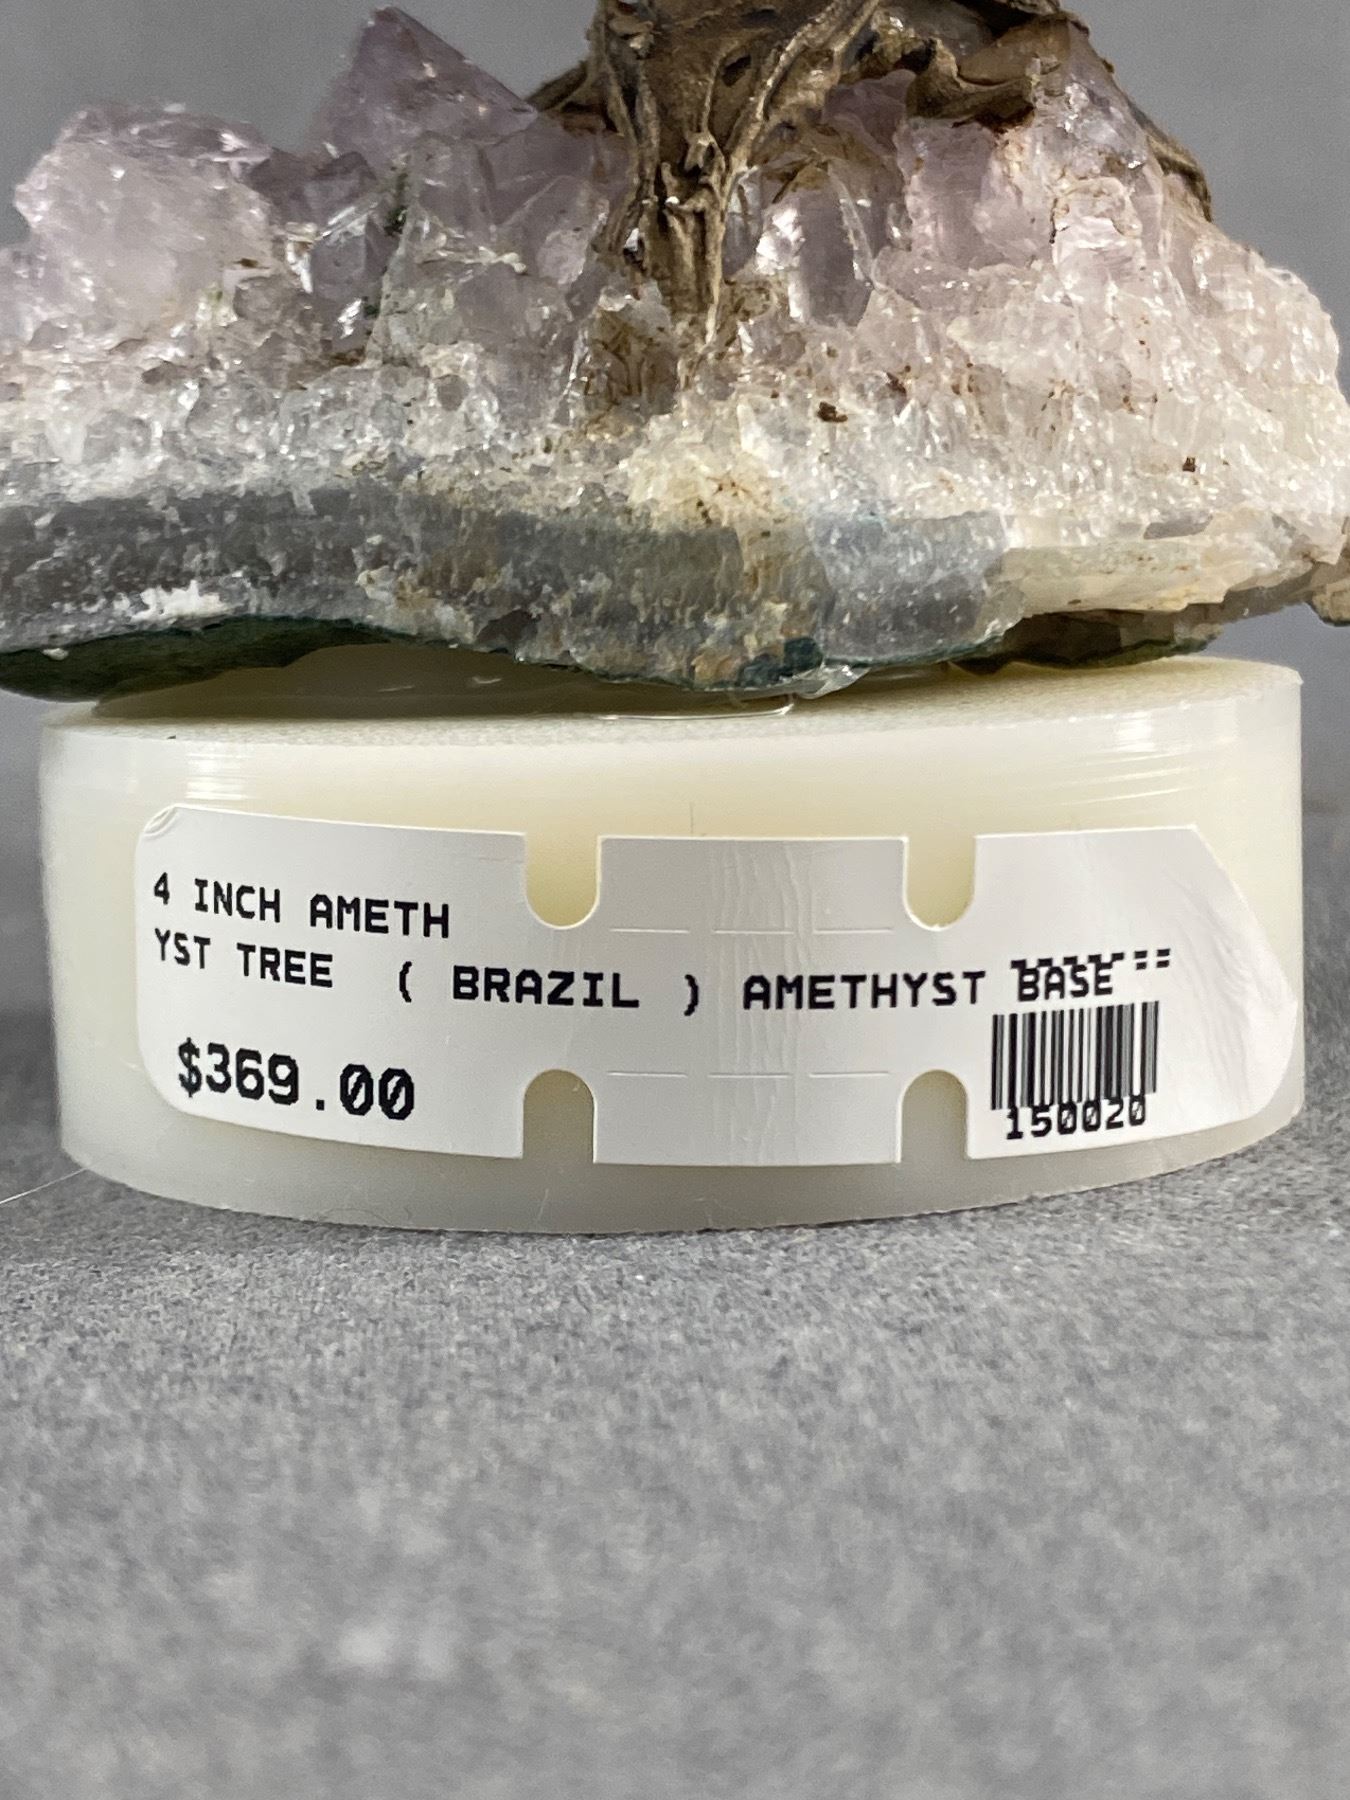 4 INCH AMETH
YST TREE ( BRAZIL ) AMETHYST BASE
$369.00
150020